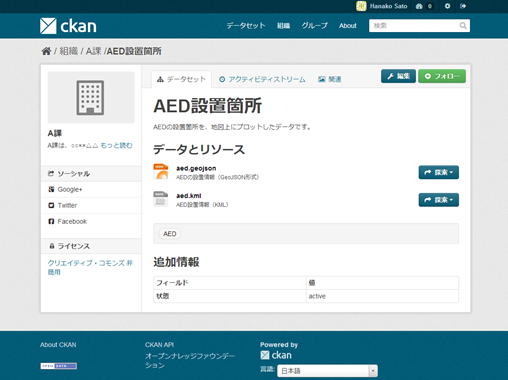 Hanako Sato 0
ckan
データセット 組織 グループ About 検索
/ 組織 / A課 /AED設置箇所
データセット アクティビティストリーム 関連 編集 フォロー
AED設置箇所
AEDの設置箇所を、地図上にプロットしたデータです。
A課
A課は、○○××△△ もっと読む
データとリソース
aed.geojson
AEDの設置情報（GeoJSON形式） 探索
aed.kml
AED設置情報（KML） 探索
ソーシャル
Google+
Twitter
Facebook
AED
ライセンス
クリエイティブ・コモンズ 非
商用
追加情報
フィールド 値
状態 active
About CKAN
OPEN DATA
CKAN API
オープンナレッジファウンデー
ション
Powered by
ckan
言語: 日本語